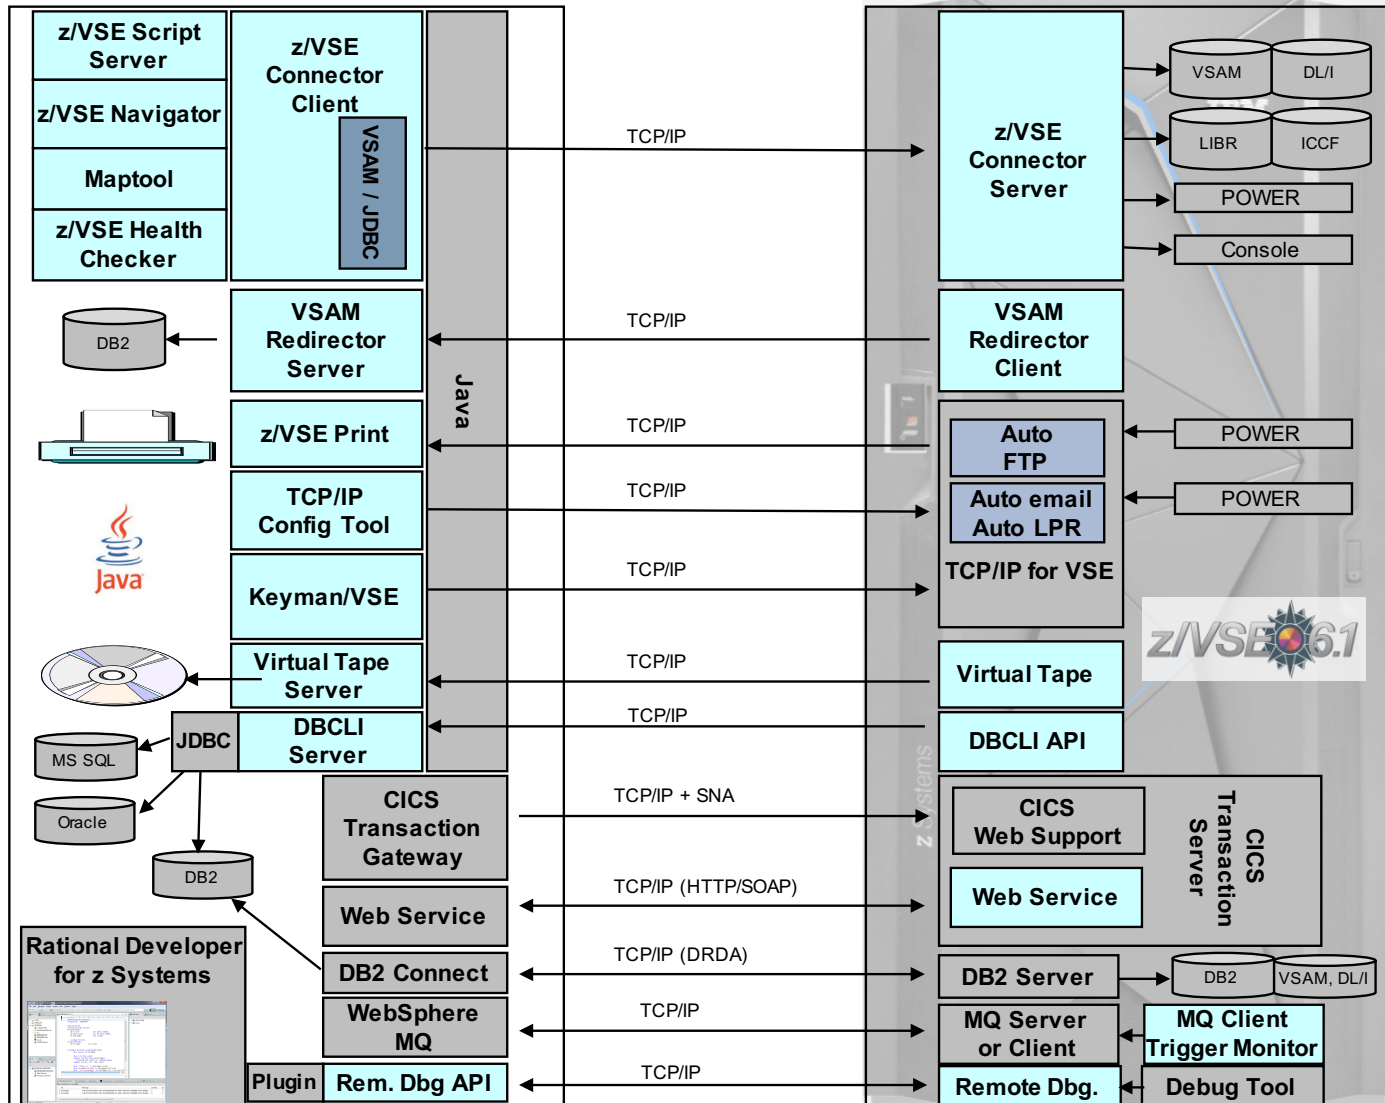 z/VSE Script
Server
z/VSE Navigator
Maptool
z/VSE Health
Checker
z/VSE
Connector
Client
VSAM / JDBC
Java
TCP/IP
z/VSE
Connector
Server
VSAM
DL/I
LIBR
ICCF
POWER
Console
DB2
VSAM
Redirector
Server
TCP/IP
VSAM
Redirector
Client
z/VSE Print
TCP/IP
Auto
FTP
POWER
TCP/IP
Config Tool
TCP/IP
Auto email
Auto LPR
POWER
TCP/IP for VSE
Java
Keyman/VSE
TCP/IP
z/VSE 6.1
Virtual Tape
Server
TCP/IP
Virtual Tape
JDBC
DBCLI
Server
TCP/IP
DBCLI API
MS SQL
Oracle
DB2
z Systems
CICS
Transaction
Gateway
TCP/IP + SNA
CICS
Web Support
CICS
Transaction
Server
Web Service
TCP/IP (HTTP/SOAP)
Web Service
Rational Developer
for z Systems
DB2 Connect
TCP/IP (DRDA)
DB2 Server
DB2
VSAM, DL/I
WebSphere
MQ
TCP/IP
MQ Server
or Client
MQ Client
Trigger Monitor
Plugin
Rem. Dbg API
TCP/IP
Remote Dbg.
Debug Tool